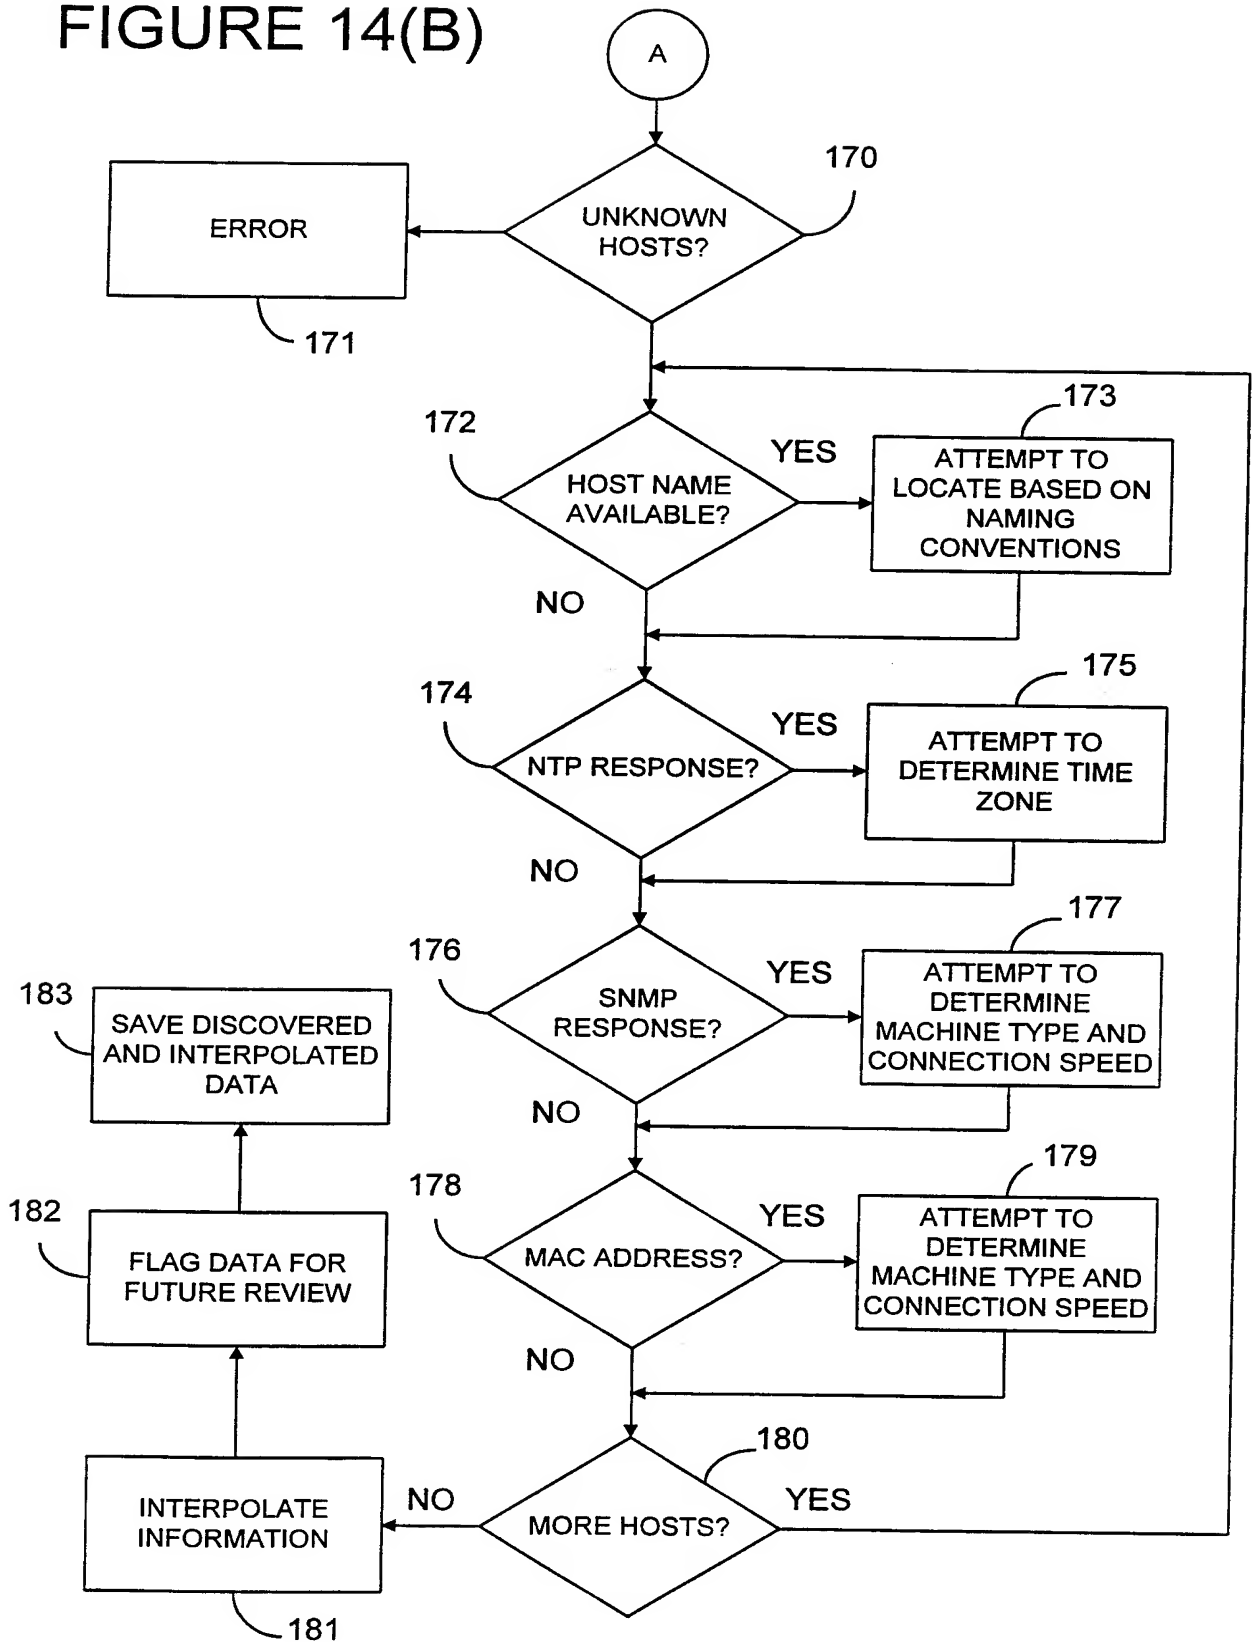 FIGURE 14(B)
A
170
UNKNOWN
HOSTS?
ERROR
171
172
HOST NAME
AVAILABLE?
YES
173
ATTEMPT TO
LOCATE BASED ON
NAMING
CONVENTIONS
NO
174
NTP RESPONSE?
YES
175
ATTEMPT TO
DETERMINE TIME
ZONE
NO
176
SNMP
RESPONSE?
YES
177
ATTEMPT TO
DETERMINE
MACHINE TYPE AND
CONNECTION SPEED
NO
178
MAC ADDRESS?
YES
179
ATTEMPT TO
DETERMINE
MACHINE TYPE AND
CONNECTION SPEED
NO
180
MORE HOSTS?
YES
NO
INTERPOLATE
INFORMATION
181
182
FLAG DATA FOR
FUTURE REVIEW
183
SAVE DISCOVERED
AND INTERPOLATED
DATA